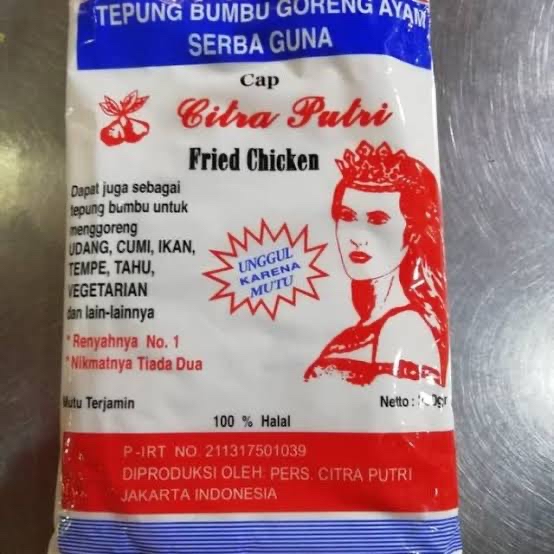 TEPUNG BUMBU GORENG AYAM
SERBA GUNA
Cap
Citra Putri
Fried Chicken
Dapat juga sebagai
tepung bumbu untuk
menggoreng
UDANG, CUMI, IKAN,
TEMPE, TAHU,
VEGETARIAN
dan lain-lainnya
* Renyahnya No. 1
* Nikmatnya Tiada Dua
UNGGUL
KARENA
MUTU
Mutu Terjamin
Netto :
100 % Halal
P-IRT NO. 211317501039
DIPRODUKSI OLEH: PERS. CITRA PUTRI
JAKARTA INDONESIA